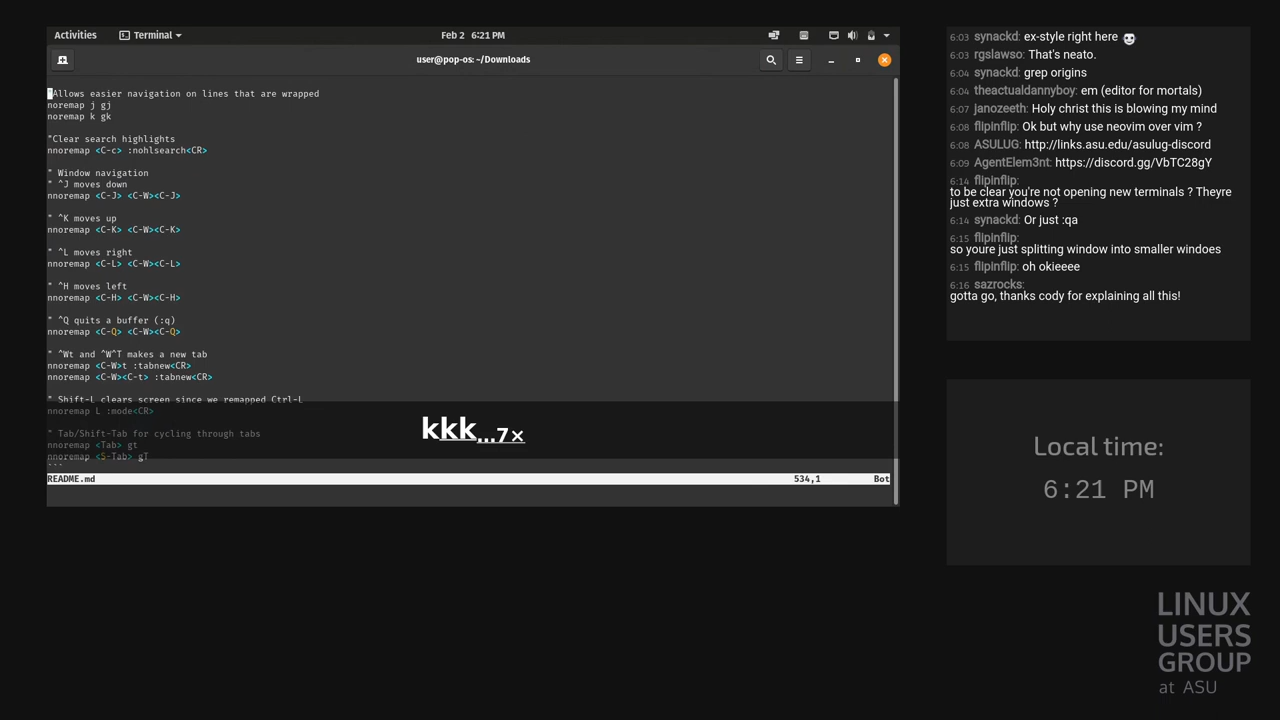 Activities
Terminal
Feb 2 6:21 PM
user@pop-os: ~/Downloads
"Allows easier navigation on lines that are wrapped
noremap j gj
noremap k gk
"Clear search highlights
nnoremap <C-c> :nohlsearch<CR>
" Window navigation
" ^J moves down
nnoremap <C-J> <C-W><C-J>
" ^K moves up
nnoremap <C-K> <C-W><C-K>
" ^L moves right
nnoremap <C-L> <C-W><C-L>
" ^H moves left
nnoremap <C-H> <C-W><C-H>
" ^Q quits a buffer (:q)
nnoremap <C-Q> <C-W><C-Q>
" ^Wt and ^W^T makes a new tab
nnoremap <C-W>t :tabnew<CR>
nnoremap <C-W><C-t> :tabnew<CR>
" Shift-L clears screen since we remapped Ctrl-L
nnoremap L :mode<CR>
" Tab/Shift-Tab for cycling through tabs
nnoremap <Tab> gt
nnoremap <S-Tab> gT
```
kkk...7×
README.md 534,1 Bot
6:03 synackd: ex-style right here
6:03 rgslawso: That's neato.
6:04 synackd: grep origins
6:04 theactualdannyboy: em (editor for mortals)
6:07 janozeeth: Holy christ this is blowing my mind
6:08 flipinflip: Ok but why use neovim over vim ?
6:08 ASULUG: http://links.asu.edu/asulug-discord
6:09 AgentElem3nt: https://discord.gg/VbTC28gY
6:14 flipinflip:
to be clear you're not opening new terminals ? Theyre
just extra windows ?
6:14 synackd: Or just :qa
6:15 flipinflip:
so youre just splitting window into smaller windoes
6:15 flipinflip: oh okieeee
6:16 sazrocks:
gotta go, thanks cody for explaining all this!
Local time:
6:21 PM
LINUX
USERS
GROUP
at ASU